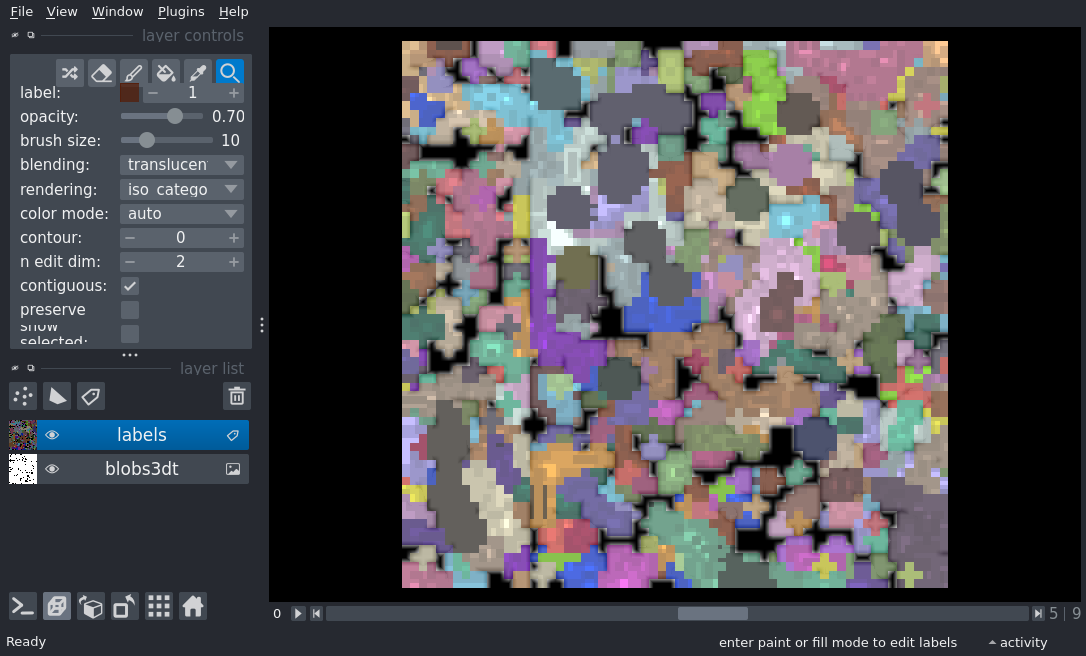 File View Window Plugins Help
layer controls
label: 1
opacity: 0.70
brush size: 10
blending: translucen
rendering: iso_catego
color mode: auto
contour: 0
n edit dim: 2
contiguous:
preserve
show
selected:
layer list
labels
blobs3dt
0 5 9
Ready enter paint or fill mode to edit labels activity